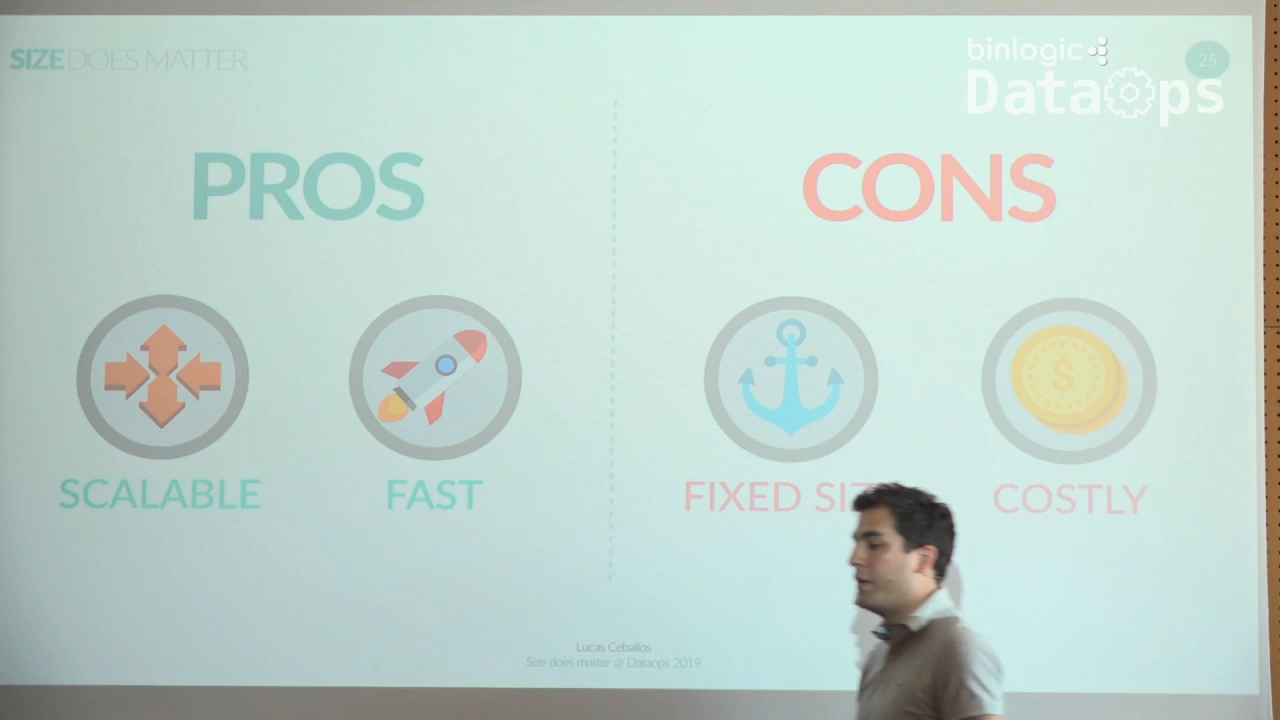 SIZE DOES MATTER
binlogic
25
DataOps
PROS
CONS
$
SCALABLE
FAST
FIXED
COSTLY
Lucas Ceballos
Size does matter @ Dataops 2019